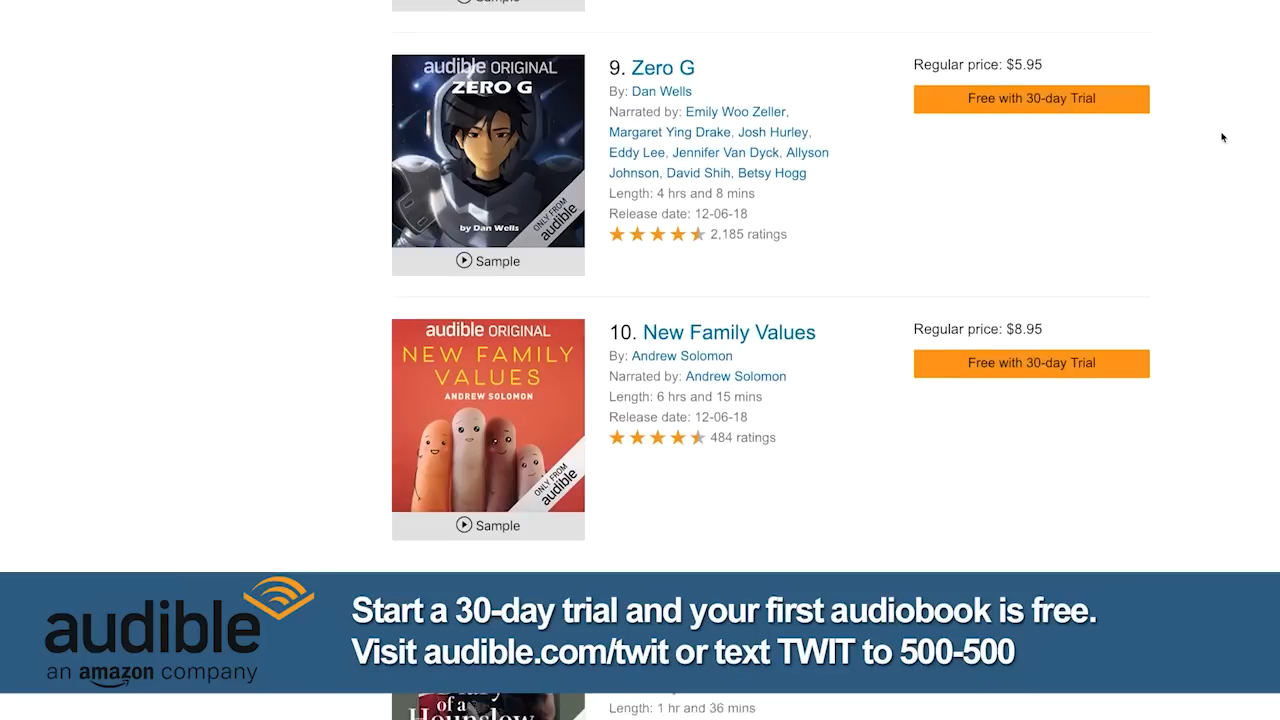 Sample
audible ORIGINAL
ZERO G
by Dan Wells
ONLY FROM
audible
Sample
9. Zero G
By: Dan Wells
Narrated by: Emily Woo Zeller,
Margaret Ying Drake, Josh Hurley,
Eddy Lee, Jennifer Van Dyck, Allyson
Johnson, David Shih, Betsy Hogg
Length: 4 hrs and 8 mins
Release date: 12-06-18
2,185 ratings
Regular price: $5.95
Free with 30-day Trial
audible ORIGINAL
NEW FAMILY
VALUES
ANDREW SOLOMON
ONLY FROM
audible
Sample
10. New Family Values
By: Andrew Solomon
Narrated by: Andrew Solomon
Length: 6 hrs and 15 mins
Release date: 12-06-18
484 ratings
Regular price: $8.95
Free with 30-day Trial
audible
an amazon company
Start a 30-day trial and your first audiobook is free.
Visit audible.com/twit or text TWIT to 500-500
of a
Hounslow
Length: 1 hr and 36 mins